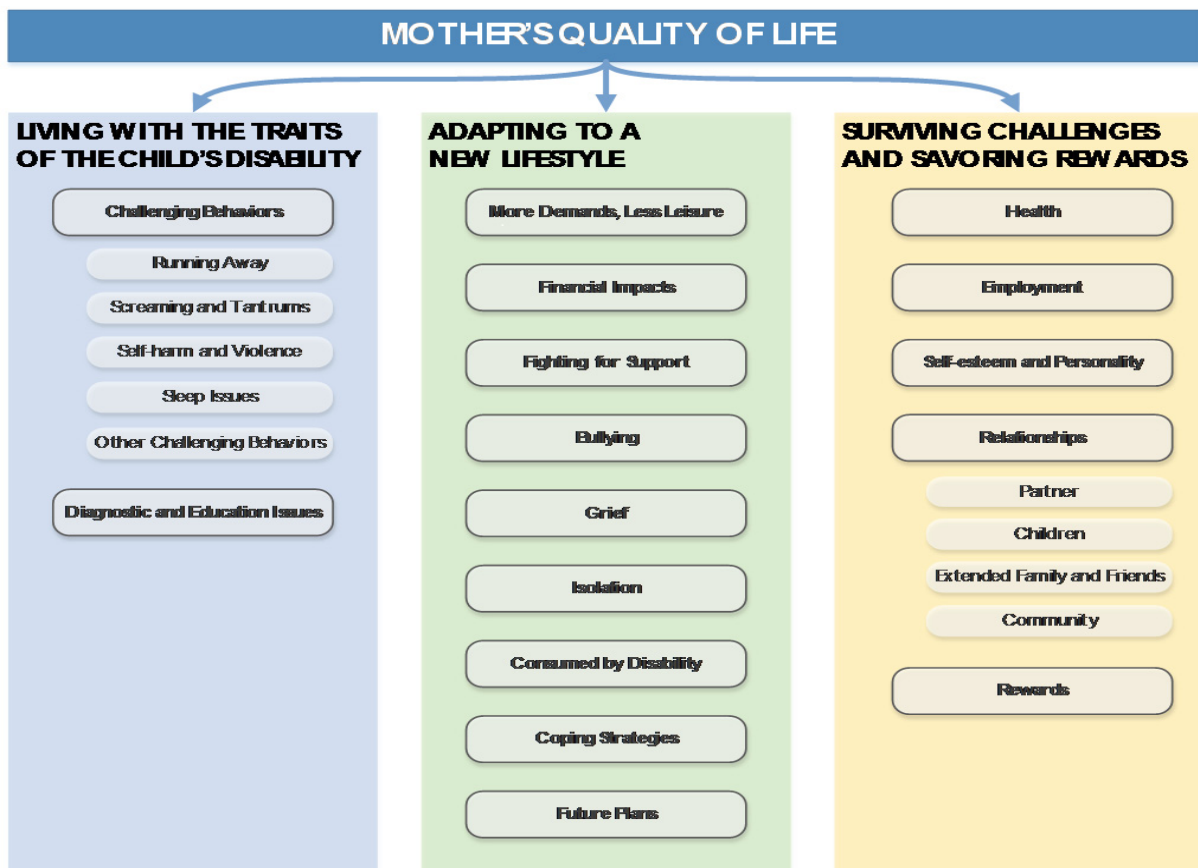 MOTHER'S QUALITY OF LIFE
LIVING WITH THE TRAITS
OF THE CHILD'S DISABILITY
Challenging Behaviors
Running Away
Screaming and Tantrums
Self-harm and Violence
Sleep Issues
Other Challenging Behaviors
Diagnostic and Education Issues
ADAPTING TO A
NEW LIFESTYLE
More Demands, Less Leisure
Financial Impacts
Fighting for Support
Bullying
Grief
Isolation
Consumed by Disability
Coping Strategies
Future Plans
SURVIVING CHALLENGES
AND SAVORING REWARDS
Health
Employment
Self-esteem and Personality
Relationships
Partner
Children
Extended Family and Friends
Community
Rewards